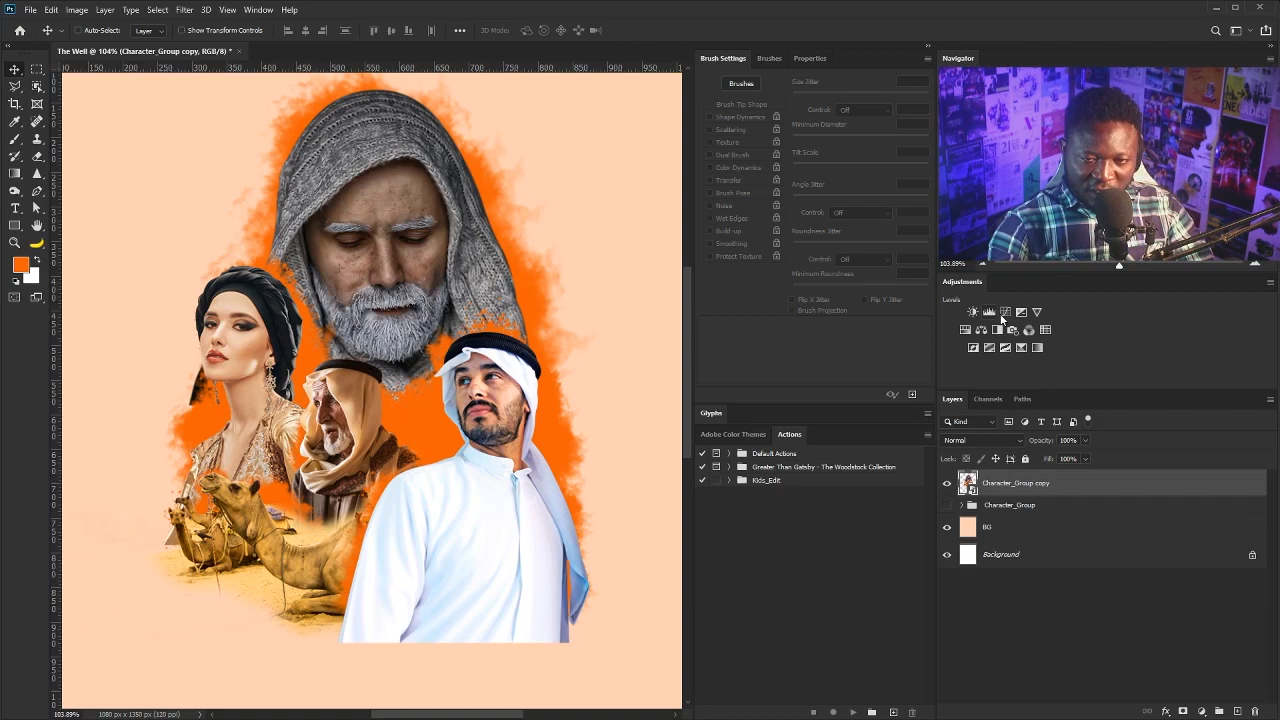 Ps File Edit Image Layer Type Select Filter 3D View Window Help
Auto-Select: Layer Show Transform Controls 3D Mode:
The Well @ 104% (Character_Group copy, RGB/8) *
Brush Settings Brushes Properties
Brushes
Brush Tip Shape
Shape Dynamics
Scattering
Texture
Dual Brush
Color Dynamics
Transfer
Brush Pose
Noise
Wet Edges
Build-up
Smoothing
Protect Texture
Size Jitter
Control: Off
Minimum Diameter
Tilt Scale
Angle Jitter
Control: Off
Roundness Jitter
Control: Off
Minimum Roundness
Flip X Jitter Flip Y Jitter
Brush Projection
Glyphs
Adobe Color Themes Actions
Default Actions
Greater Than Gatsby - The Woodstock Collection
Kids_Edit
Navigator
103.89%
Adjustments
Levels
Layers Channels Paths
Kind
Normal Opacity: 100%
Lock: Fill: 100%
Character_Group copy
Character_Group
BG
Background
103.89% 1080 px x 1350 px (120 ppi)